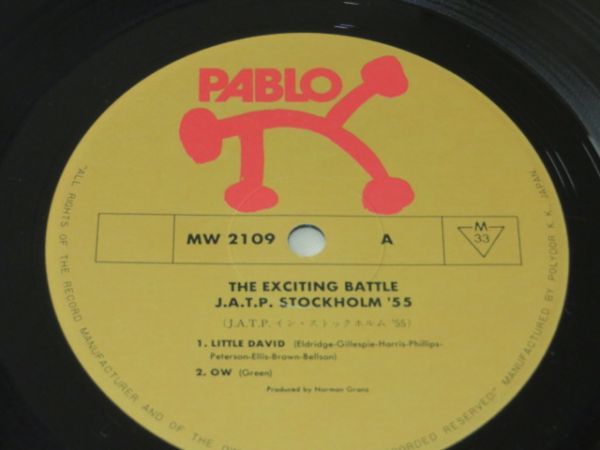 PABLO
MW 2109 A M 33
THE EXCITING BATTLE
J.A.T.P. STOCKHOLM '55
(J.A.T.P. イン・ストックホルム '55)
1. LITTLE DAVID (Eldridge-Gillespie-Harris-Phillips-
Peterson-Ellis-Brown-Bellson)
2. OW (Green)
Produced by Norman Granz
"ALL RIGHTS OF THE RECORD MANUFACTURER AND OF THE
RECORDED RESERVED" MANUFACTURED BY POLYDOR K.K. JAPAN